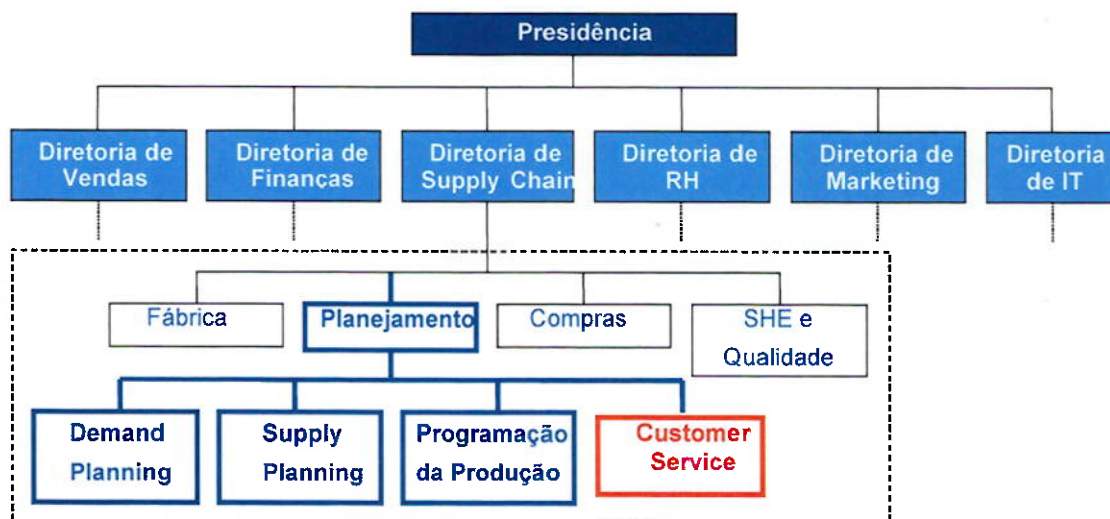 Presidência
Diretoria de
Vendas
Diretoria de
Finanças
Diretoria de
Supply Chain
Diretoria de
RH
Diretoria de
Marketing
Diretoria
de IT
Fábrica
Planejamento
Compras
SHE e
Qualidade
Demand
Planning
Supply
Planning
Programação
da Produção
Customer
Service